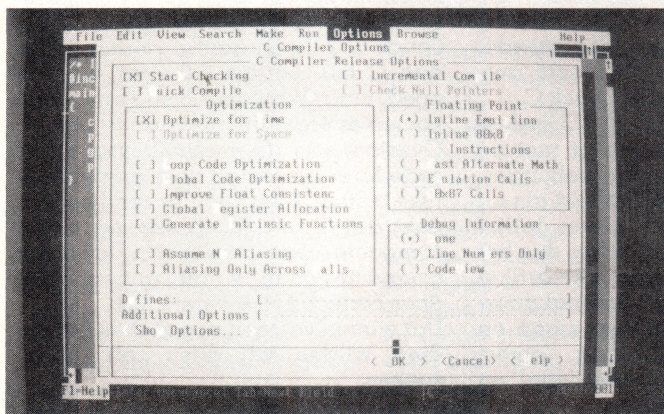 File Edit View Search Make Run Options Browse Help
C Compiler Options
C Compiler Release Options
[X] Stac Checking [ ] Incremental Com ile
[ ] uick Compile [ ] Check Null Pointers
Optimization
[X] Optimize for ime
[ ] Optimize for Space
[ ] oop Code Optimization
[ ] lobal Code Optimization
[ ] Improve Float Consistenc
[ ] Global egister Allocation
[ ] Generate ntrinsic Functions
[ ] Assume N Aliasing
[ ] Aliasing Only Across alls
Floating Point
(•) Inline Emul tion
( ) Inline 80x8
Instructions
( ) ast Alternate Math
( ) E ulation Calls
( ) 0x87 Calls
Debug Information
(•) one
( ) Line Num ers Only
( ) Code iew
D fines: [ ]
Additional Options [ ]
Sho Options...
< OK > <Cancel> < elp >
F1=Help